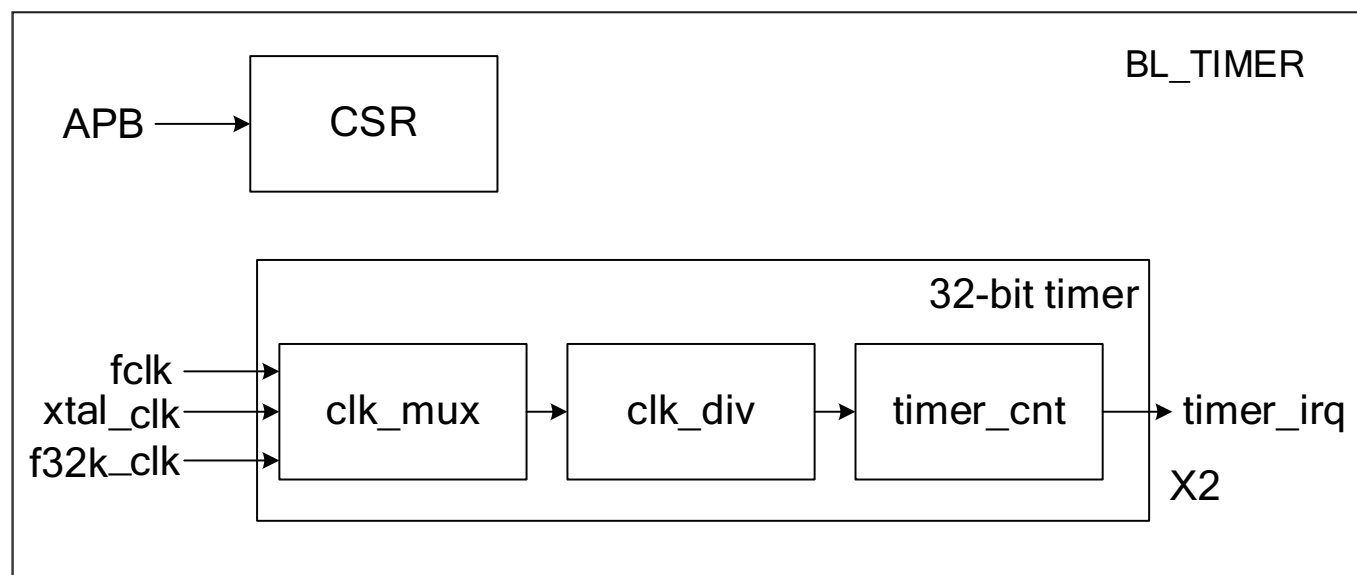 BL_TIMER
APB
CSR
32-bit timer
fclk
xtal_clk
f32k_clk
clk_mux
clk_div
timer_cnt
timer_irq
X2